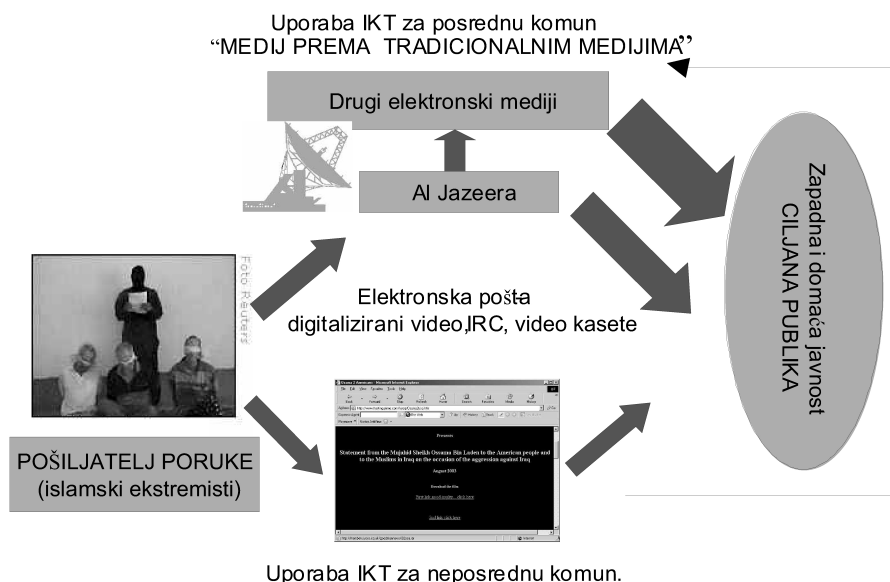 Uporaba IKT za posrednu komun
“MEDIJ PREMA TRADICIONALNIM MEDIJIMA”
Drugi elektronski mediji
Al Jazeera
Foto Reuters
Elektronska pošta
digitalizirani video,IRC, video kasete
Zapadna i domaća javnost
CILJANA PUBLIKA
POŠILJATELJ PORUKE
(islamski ekstremisti)
Statement from the Mujahid Sheikh Ossama Bin Laden to the American people and
to the Muslims in Iraq on the occasion of the aggression against Iraq
August 2003
Uporaba IKT za neposrednu komun.